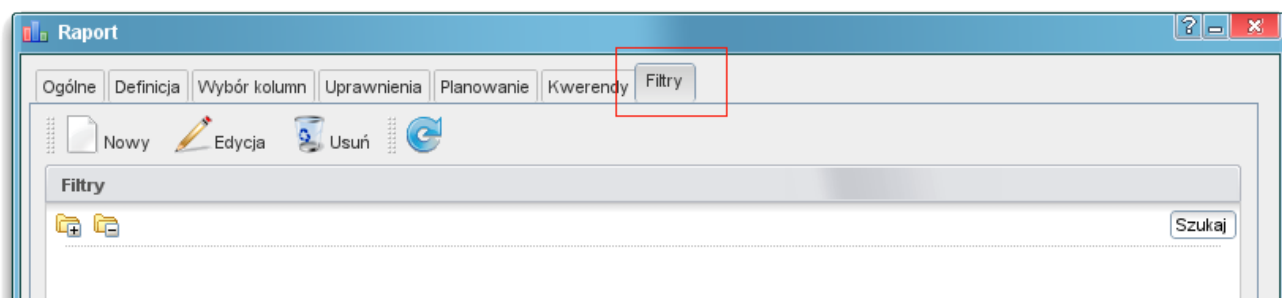 Raport
Ogólne Definicja Wybór kolumn Uprawnienia Planowanie Kwerendy Filtry
Nowy Edycja Usuń
Filtry
Szukaj